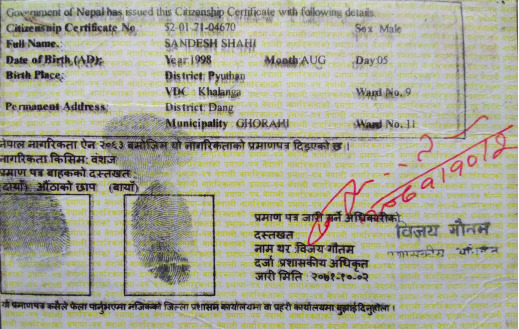 Government of Nepal has issued this Citizenship Certificate with following details.
Citizenship Certificate No. 52-01-71-04670 Sex Male
Full Name.: SANDESH SHAHI
Date of Birth (AD): Year 1998 Month AUG Day 05
Birth Place: District Pyuthan
VDC Khalanga Ward No. 9
Permanent Address: District Dang
Municipality GHORAHI Ward No. 11
नेपाल नागरिकता ऐन २०६३ बमोजिम यो नागरिकताको प्रमाणपत्र दिइएको छ।
नागरिकता किसिम: वंशज
प्रमाण पत्र बाहकको दस्तखत
(दायाँ) औंठाको छाप (बायाँ)
प्रमाण पत्र जारी गर्ने अधिकारीको
दस्तखत
नाम थर विजय गौतम
दर्जा प्रशासकीय अधिकृत
जारी मिति
विजय गौतम
यो प्रमाणपत्र कसैले फेला पार्नुभएमा नजिकको जिल्ला प्रशासन कार्यालयमा वा प्रहरी कार्यालयमा बुझाइदिनुहोला।